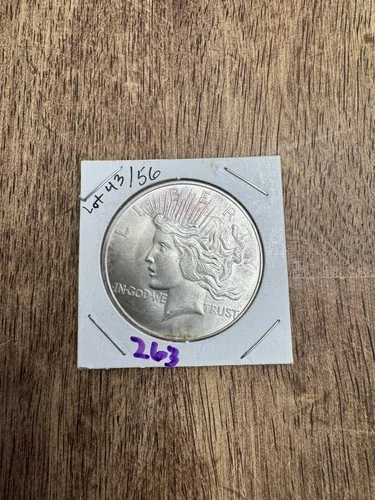 Lot 43/56
LIBERTY
IN·GOD·WE TRUST
263